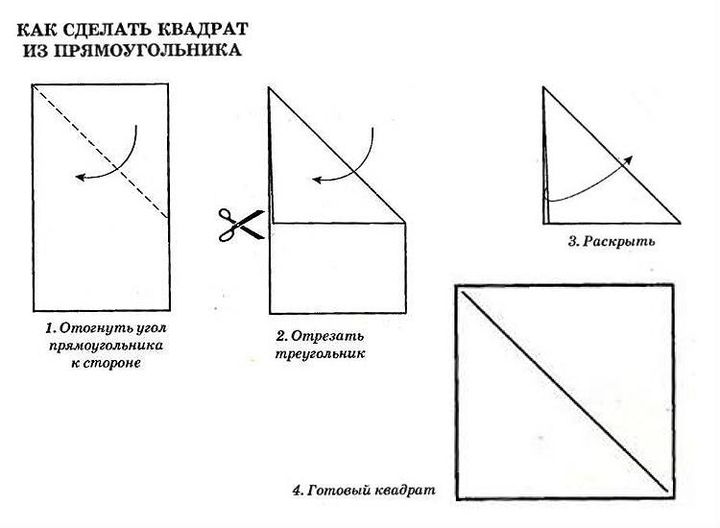 КАК СДЕЛАТЬ КВАДРАТ
ИЗ ПРЯМОУГОЛЬНИКА
1. Отогнуть угол
прямоугольника
к стороне
2. Отрезать
треугольник
3. Раскрыть
4. Готовый квадрат